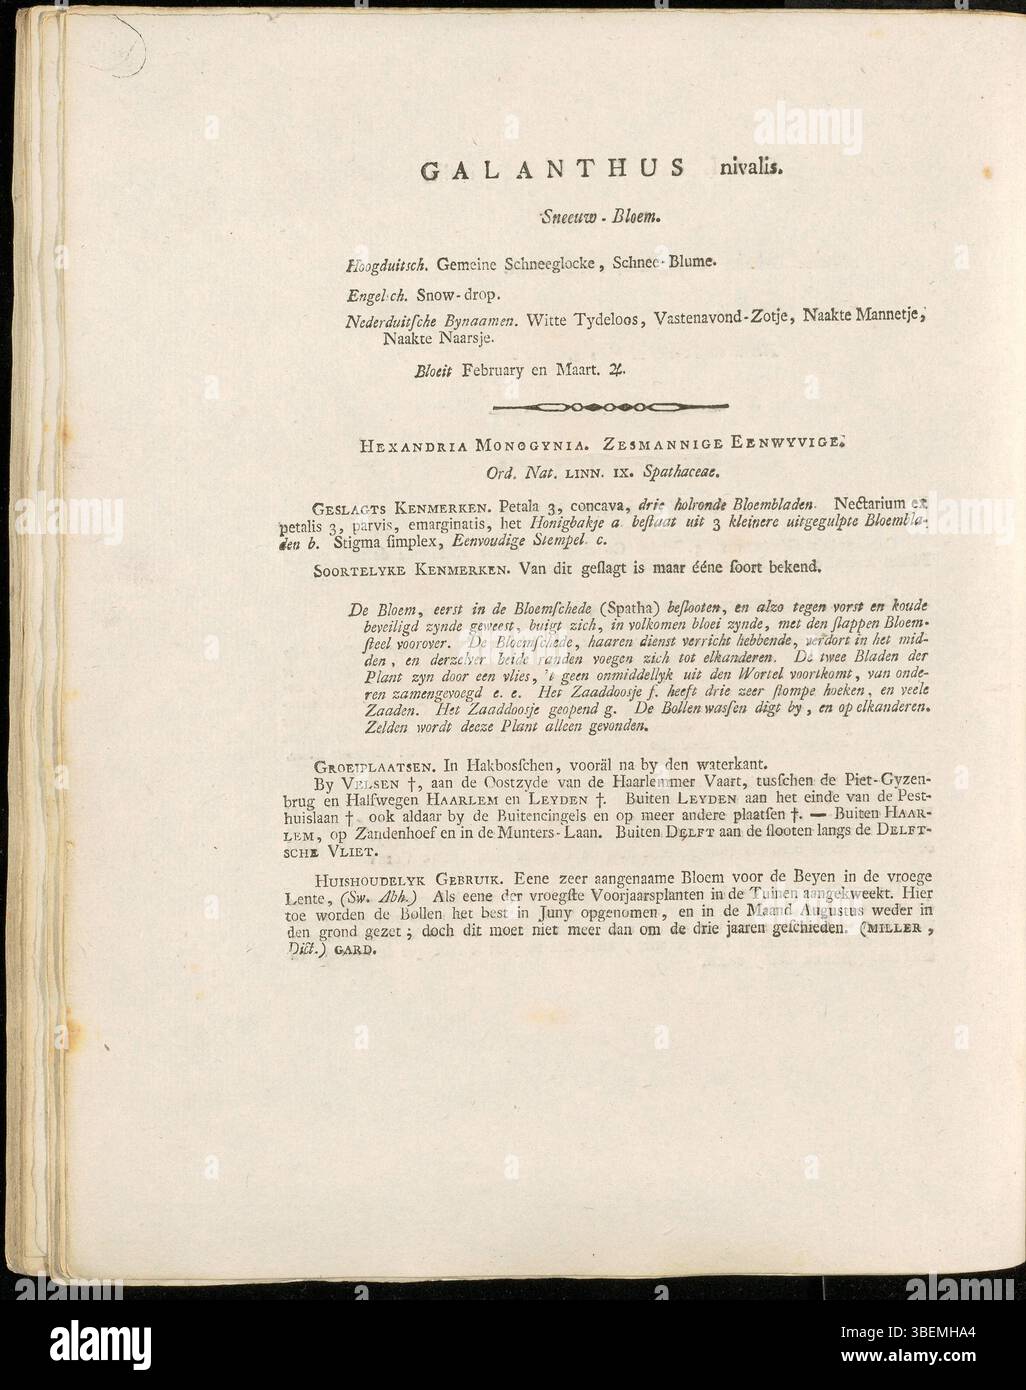 GALANTHUS nivalis.
Sneeuw-Bloem.
Hoogduitsch. Gemeine Schneeglocke, Schnee-Blume.
Engelsch. Snow-drop.
Nederduitſche Bynaamen. Witte Tydeloos, Vastenavond-Zotje, Naakte Mannetje,
Naakte Naarsje.
Bloeit February en Maart. ♃.
HEXANDRIA MONOGYNIA. ZESMANNIGE EENWYVIGE.
Ord. Nat. LINN. IX. Spathaceae.
GESLAGTS KENMERKEN. Petala 3, concava, drie holronde Bloembladen. Nectarium ex
petalis 3, parvis, emarginatis, het Honigbakje a beſtaat uit 3 kleinere uitgegulpte Bloembla-
den b. Stigma ſimplex, Eenvoudige Stempel c.
SOORTELYKE KENMERKEN. Van dit geſlagt is maar ééne ſoort bekend.
De Bloem, eerst in de Bloemſchede (Spatha) beſlooten, en alzo tegen vorst en koude
beveiligd zynde geweest, buigt zich, in volkomen bloei zynde, met den ſlappen Bloem-
ſteel voorover. De Bloemſchede, haaren dienst verricht hebbende, verdort in het mid-
den, en derzelver beide randen voegen zich tot elkanderen. De twee Bladen der
Plant zyn door een vlies, 't geen onmiddellyk uit den Wortel voortkomt, van onde-
ren zamengevoegd e. e. Het Zaaddoosje f. heeft drie zeer ſtompe hoeken, en veele
Zaaden. Het Zaaddoosje geopend g. De Bollen wasſen digt by, en op elkanderen.
Zelden wordt deeze Plant alleen gevonden.
GROEIPLAATSEN. In Hakbosſchen, vooräl na by den waterkant.
By VELSEN †, aan de Oostzyde van de Haarlemmer Vaart, tusſchen de Piet-Gyzen-
brug en Halfwegen HAARLEM en LEYDEN †. Buiten LEYDEN aan het einde van de Pest-
huislaan † ook aldaar by de Buitencingels en op meer andere plaatſen †. — Buiten HAAR-
LEM, op Zandenhoef en in de Munters-Laan. Buiten DELFT aan de ſlooten langs de DELFT-
SCHE VLIET.
HUISHOUDELYK GEBRUIK. Eene zeer aangenaame Bloem voor de Beyen in de vroege
Lente, (Sw. Abh.) Als eene der vroegſte Voorjaarsplanten in de Tuinen aangekweekt. Hier
toe worden de Bollen het best in Juny opgenomen, en in de Maand Augustus weder in
den grond gezet; doch dit moet niet meer dan om de drie jaaren geſchieden. (MILLER,
Dict.) GARD.
alamy
Image ID: 3BEMHA4
www.alamy.com